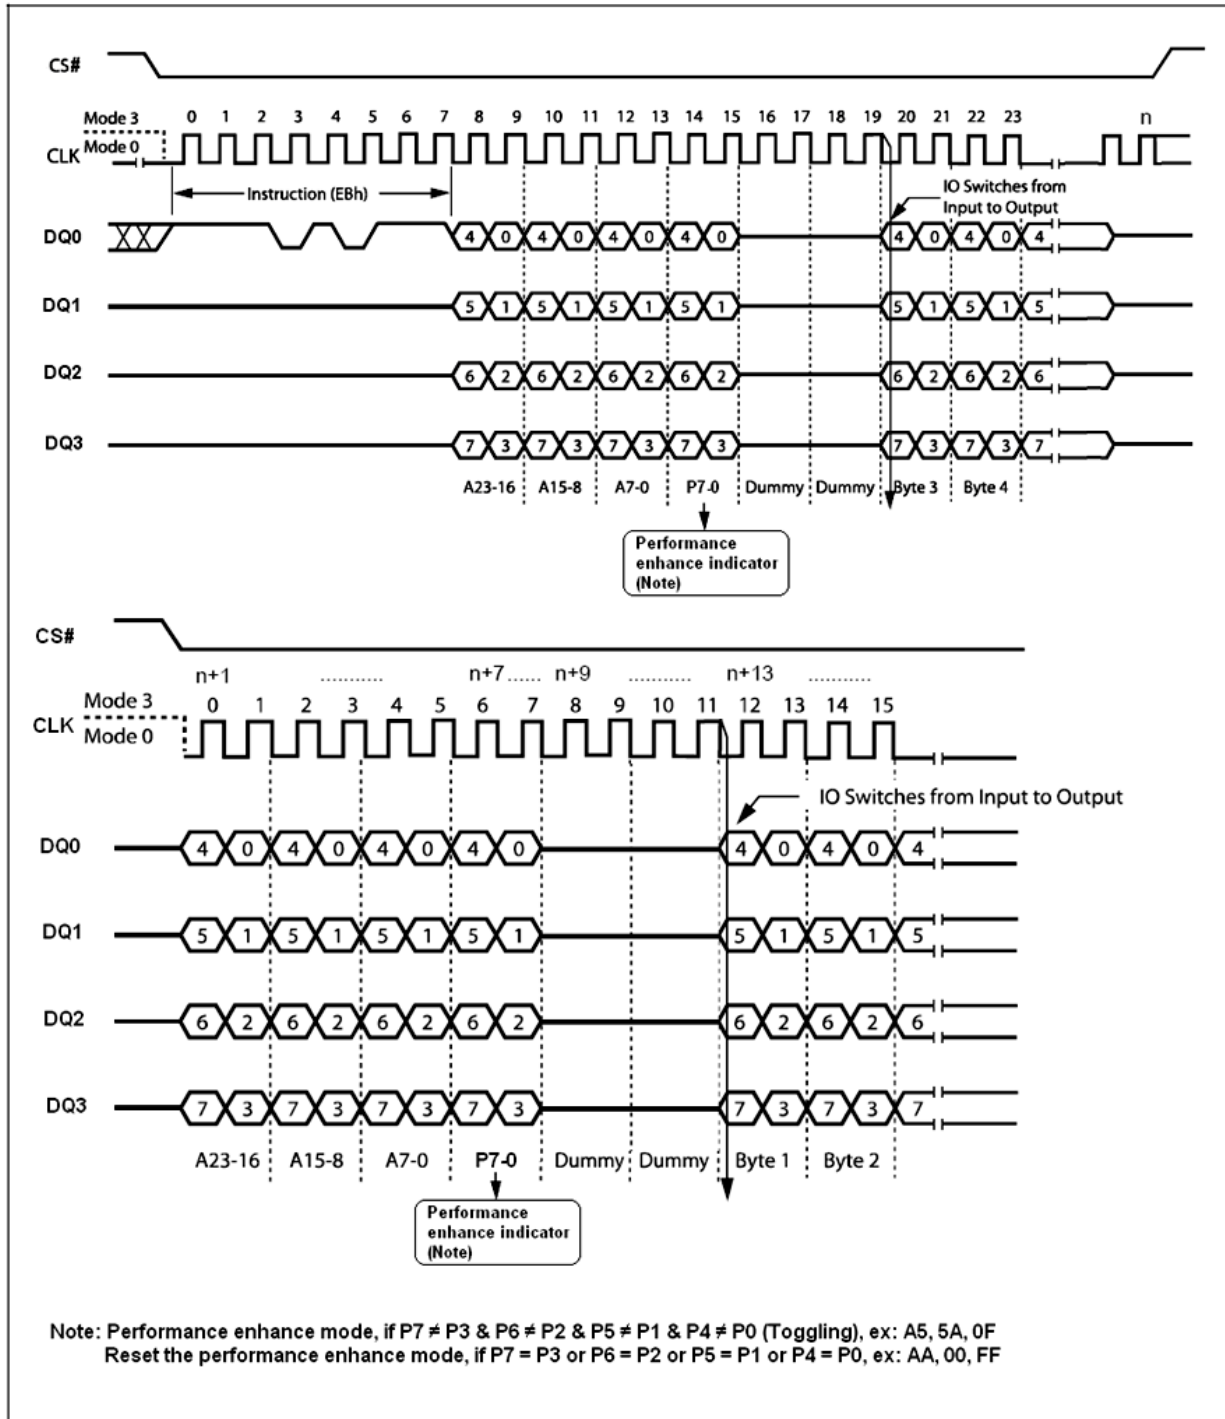 CS#
Mode 3
0 1 2 3 4 5 6 7 8 9 10 11 12 13 14 15 16 17 18 19 20 21 22 23 n
Mode 0
CLK
Instruction (EBh)
IO Switches from
Input to Output
DQ0 4 0 4 0 4 0 4 0 4 0 4 0 4
DQ1 5 1 5 1 5 1 5 1 5 1 5 1 5
DQ2 6 2 6 2 6 2 6 2 6 2 6 2 6
DQ3 7 3 7 3 7 3 7 3 7 3 7 3 7
A23-16 A15-8 A7-0 P7-0 Dummy Dummy Byte 3 Byte 4
Performance
enhance indicator
(Note)
CS#
n+1 ........... n+7 ...... n+9 ........... n+13 ...........
Mode 3
0 1 2 3 4 5 6 7 8 9 10 11 12 13 14 15
CLK
Mode 0
IO Switches from Input to Output
DQ0 4 0 4 0 4 0 4 0 4 0 4 0 4
DQ1 5 1 5 1 5 1 5 1 5 1 5 1 5
DQ2 6 2 6 2 6 2 6 2 6 2 6 2 6
DQ3 7 3 7 3 7 3 7 3 7 3 7 3 7
A23-16 A15-8 A7-0 P7-0 Dummy Dummy Byte 1 Byte 2
Performance
enhance indicator
(Note)
Note: Performance enhance mode, if P7 ≠ P3 & P6 ≠ P2 & P5 ≠ P1 & P4 ≠ P0 (Toggling), ex: A5, 5A, 0F
Reset the performance enhance mode, if P7 = P3 or P6 = P2 or P5 = P1 or P4 = P0, ex: AA, 00, FF